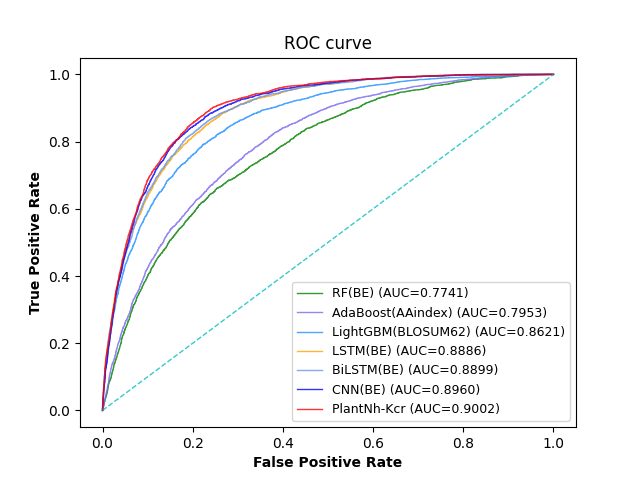 ROC curve
1.0
0.8
0.6
0.4
0.2
0.0
True Positive Rate
RF(BE) (AUC=0.7741)
AdaBoost(AAindex) (AUC=0.7953)
LightGBM(BLOSUM62) (AUC=0.8621)
LSTM(BE) (AUC=0.8886)
BiLSTM(BE) (AUC=0.8899)
CNN(BE) (AUC=0.8960)
PlantNh-Kcr (AUC=0.9002)
0.0 0.2 0.4 0.6 0.8 1.0
False Positive Rate